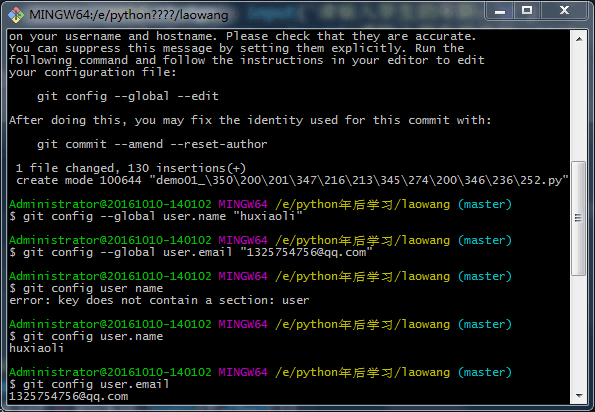 MINGW64:/e/python????/laowang
on your username and hostname. Please check that they are accurate.
You can suppress this message by setting them explicitly. Run the
following command and follow the instructions in your editor to edit
your configuration file:
git config --global --edit
After doing this, you may fix the identity used for this commit with:
git commit --amend --reset-author
1 file changed, 130 insertions(+)
create mode 100644 "demo01_\350\200\201\347\216\213\345\274\200\346\236\252.py"
Administrator@20161010-140102 MINGW64 /e/python年后学习/laowang (master)
$ git config --global user.name "huxiaoli"
Administrator@20161010-140102 MINGW64 /e/python年后学习/laowang (master)
$ git config --global user.email "1325754756@qq.com"
Administrator@20161010-140102 MINGW64 /e/python年后学习/laowang (master)
$ git config user name
error: key does not contain a section: user
Administrator@20161010-140102 MINGW64 /e/python年后学习/laowang (master)
$ git config user.name
huxiaoli
Administrator@20161010-140102 MINGW64 /e/python年后学习/laowang (master)
$ git config user.email
1325754756@qq.com